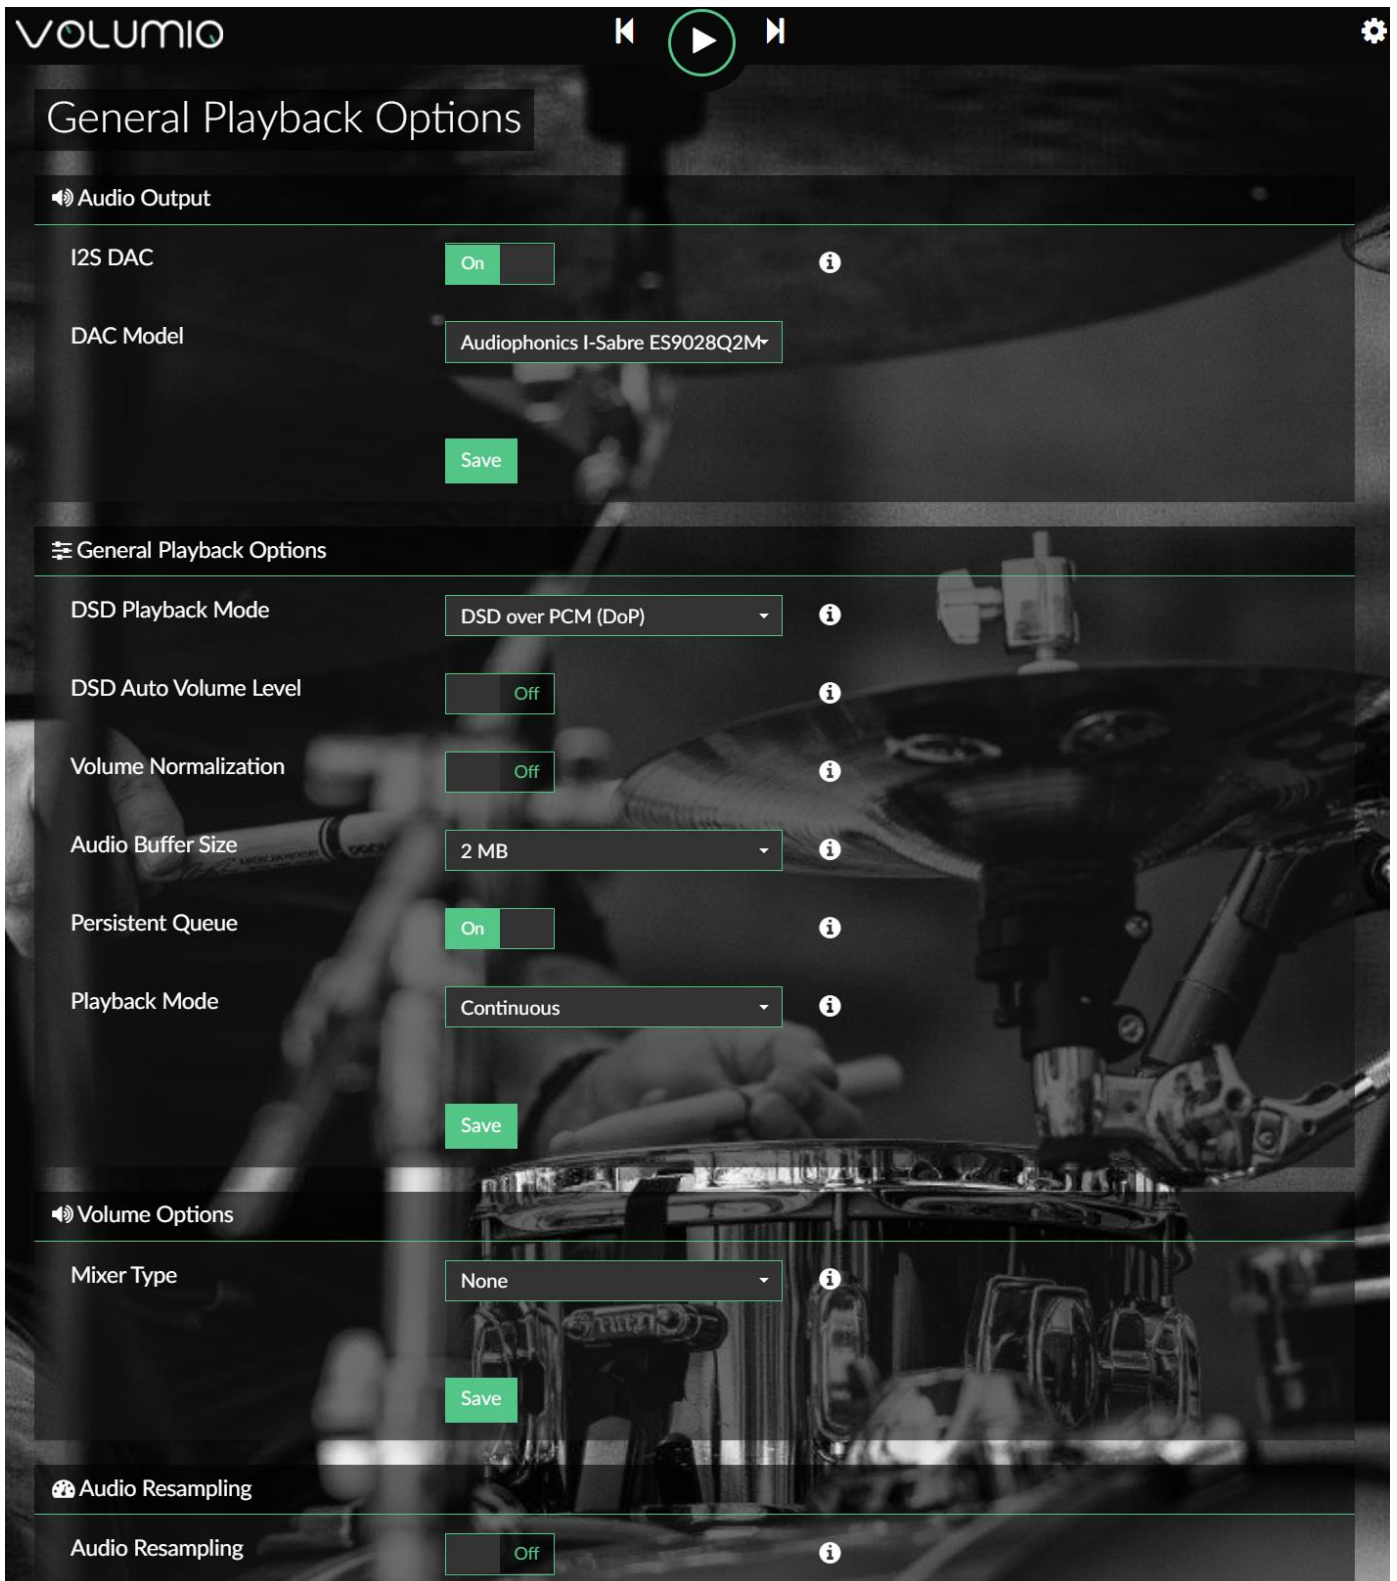 VOLUMIO
General Playback Options
Audio Output
I2S DAC
On
DAC Model
Audiophonics I-Sabre ES9028Q2M
Save
General Playback Options
DSD Playback Mode
DSD over PCM (DoP)
DSD Auto Volume Level
Off
Volume Normalization
Off
Audio Buffer Size
2 MB
Persistent Queue
On
Playback Mode
Continuous
Save
Volume Options
Mixer Type
None
Save
Audio Resampling
Audio Resampling
Off